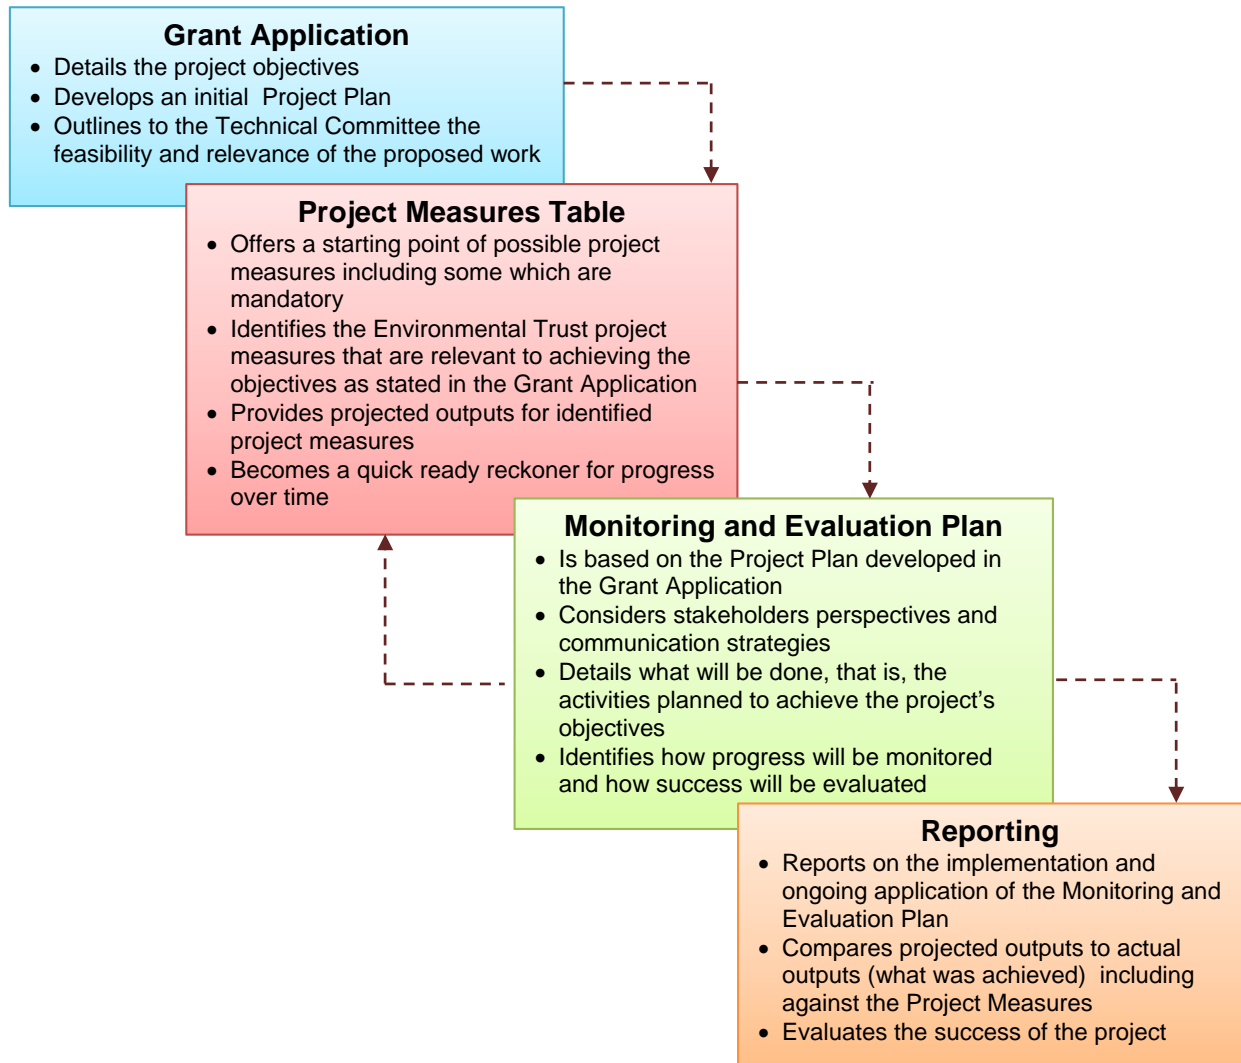 Grant Application
• Details the project objectives
• Develops an initial  Project Plan
• Outlines to the Technical Committee the
feasibility and relevance of the proposed work
Project Measures Table
• Offers a starting point of possible project
measures including some which are
mandatory
• Identifies the Environmental Trust project
measures that are relevant to achieving the
objectives as stated in the Grant Application
• Provides projected outputs for identified
project measures
• Becomes a quick ready reckoner for progress
over time
Monitoring and Evaluation Plan
• Is based on the Project Plan developed in
the Grant Application
• Considers stakeholders perspectives and
communication strategies
• Details what will be done, that is, the
activities planned to achieve the project’s
objectives
• Identifies how progress will be monitored
and how success will be evaluated
Reporting
• Reports on the implementation and
ongoing application of the Monitoring and
Evaluation Plan
• Compares projected outputs to actual
outputs (what was achieved)  including
against the Project Measures
• Evaluates the success of the project